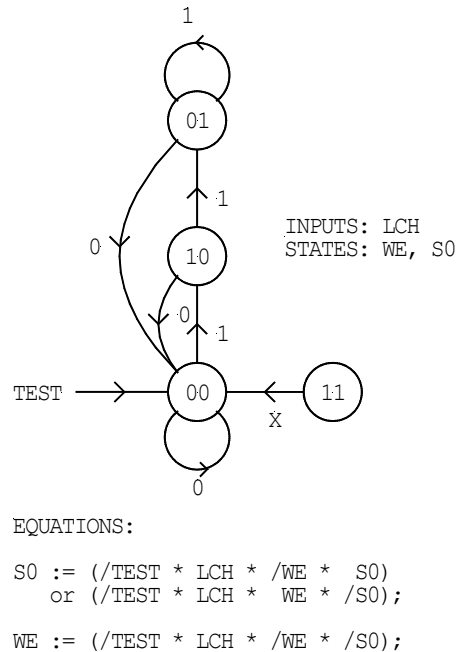 1
01
1
0
INPUTS: LCH
STATES: WE, S0
10
0
1
TEST
00
11
X
0
EQUATIONS:
S0 := (/TEST * LCH * /WE *  S0)
or (/TEST * LCH *  WE * /S0);
WE := (/TEST * LCH * /WE * /S0);